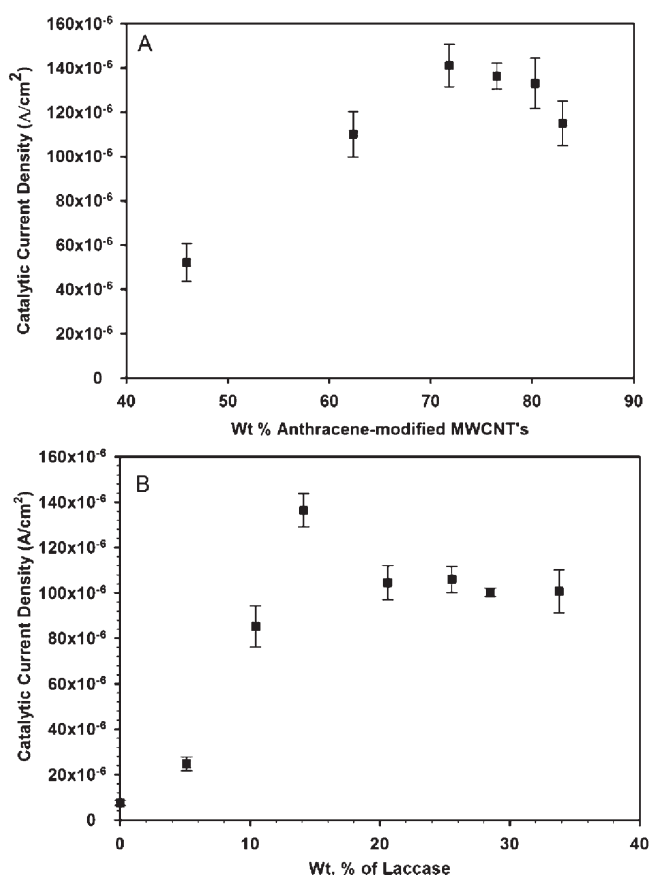 A
160x10⁻⁶
140x10⁻⁶
120x10⁻⁶
100x10⁻⁶
80x10⁻⁶
60x10⁻⁶
40x10⁻⁶
20x10⁻⁶
0
Catalytic Current Density (A/cm²)
40 50 60 70 80 90
Wt % Anthracene-modified MWCNT's
B
160x10⁻⁶
140x10⁻⁶
120x10⁻⁶
100x10⁻⁶
80x10⁻⁶
60x10⁻⁶
40x10⁻⁶
20x10⁻⁶
0
Catalytic Current Density (A/cm²)
0 10 20 30 40
Wt. % of Laccase